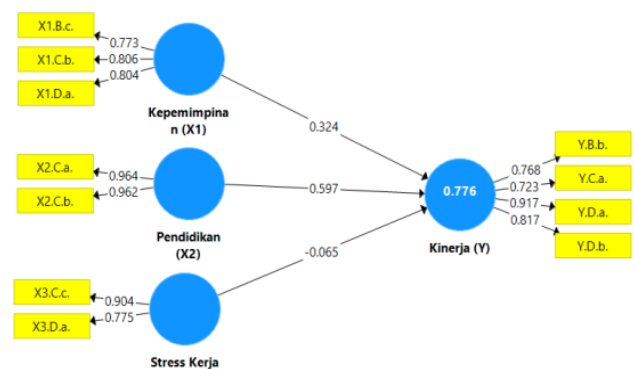 X1.B.c.
0.773
X1.C.b.
0.806
X1.D.a.
0.804
Kepemimpina
n (X1)
0.324
X2.C.a.
0.964
X2.C.b.
0.962
Pendidikan
(X2)
0.597
X3.C.c.
0.904
X3.D.a.
0.775
Stress Kerja
-0.065
0.776
Kinerja (Y)
Y.B.b.
0.768
Y.C.a.
0.723
Y.D.a.
0.917
Y.D.b.
0.817